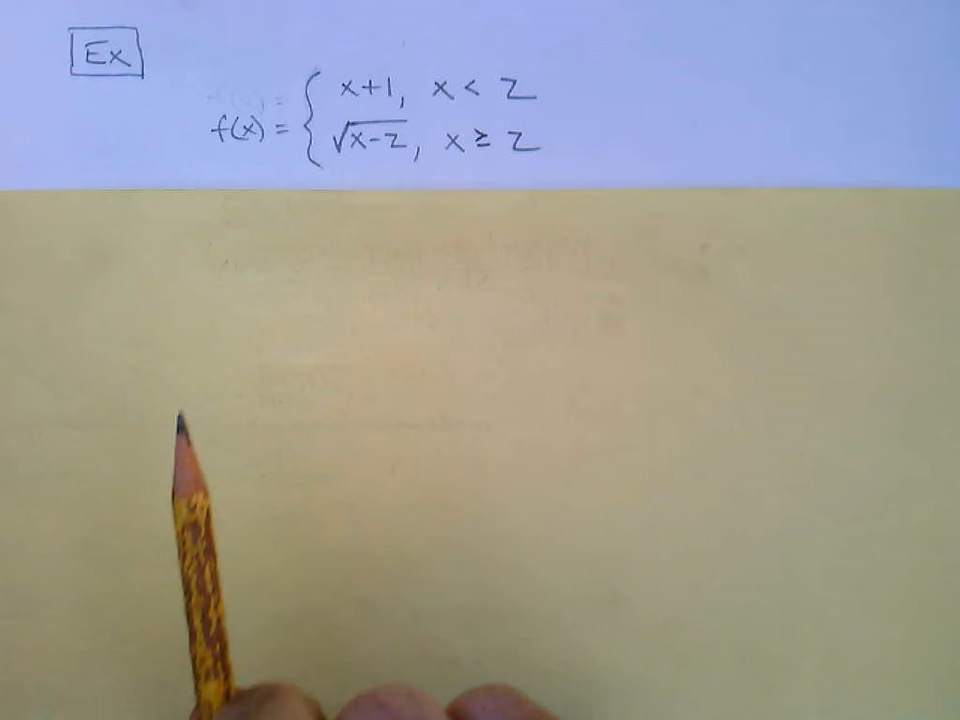 Ex
x+1, x < 2
f(x) = { √x-2, x ≥ 2